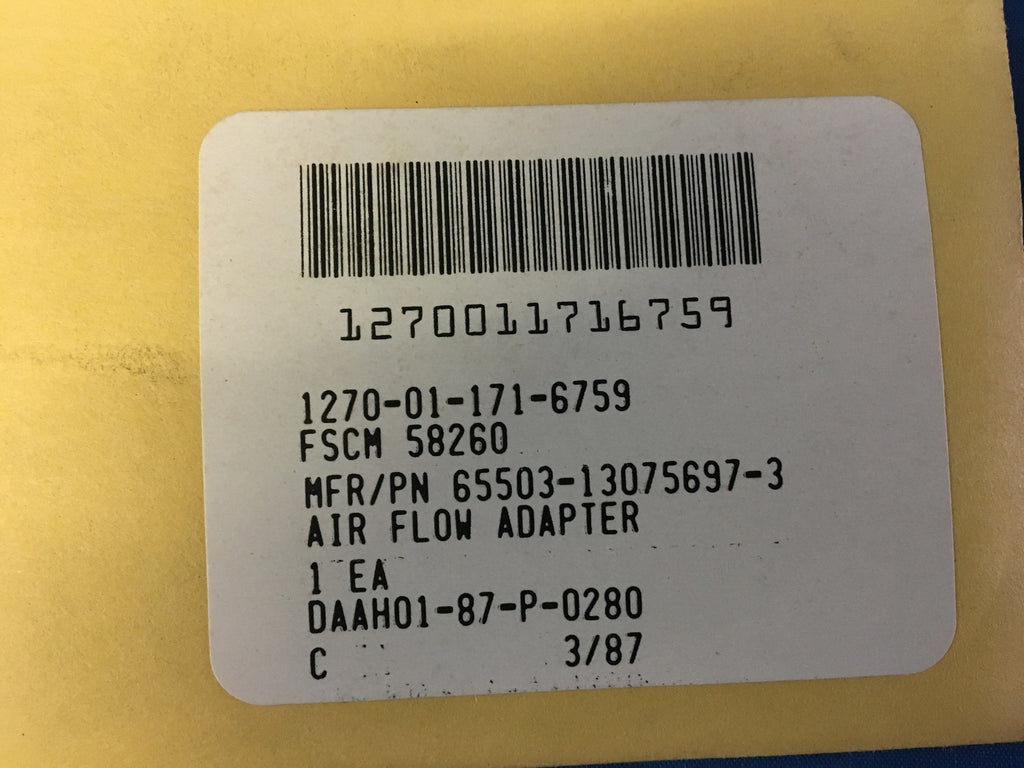 1270011716759
1270-01-171-6759
FSCM 58260
MFR/PN 65503-13075697-3
AIR FLOW ADAPTER
1 EA
DAAH01-87-P-0280
C 3/87